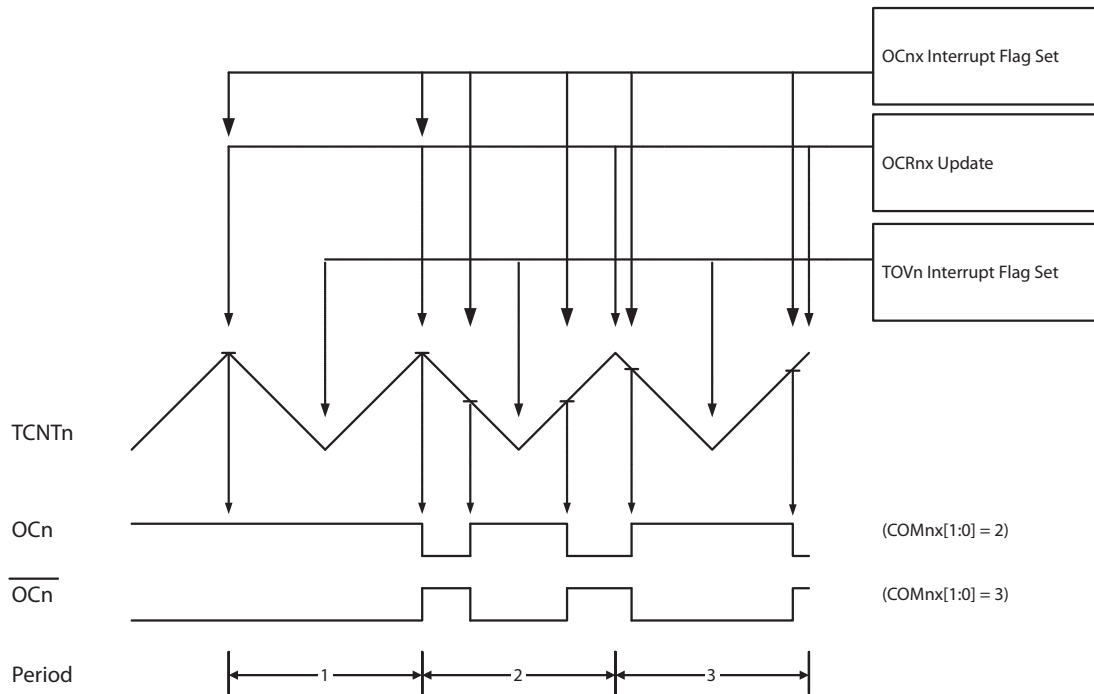 OCnx Interrupt Flag Set
OCRnx Update
TOVn Interrupt Flag Set
TCNTn
OCn
(COMnx[1:0] = 2)
OCn
(COMnx[1:0] = 3)
Period
1
2
3